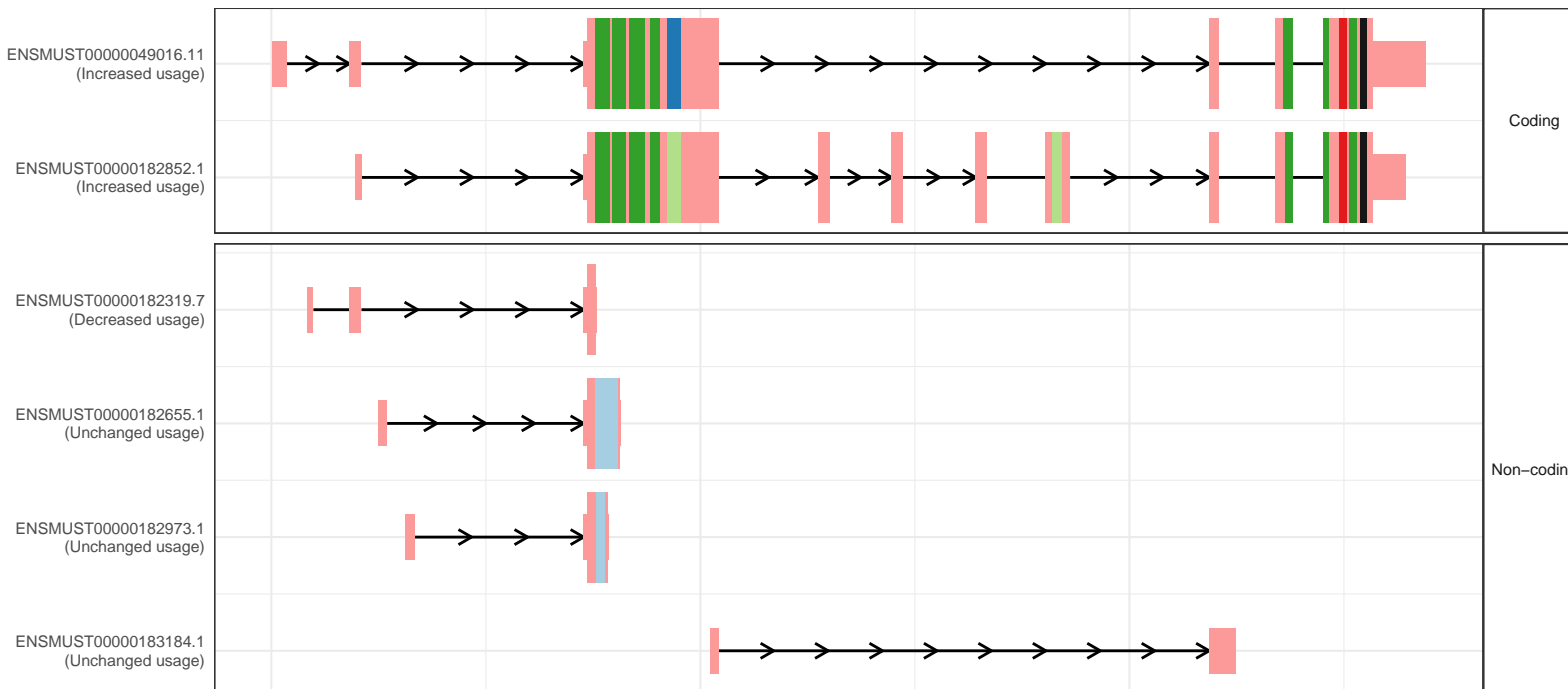 ENSMUST00000049016.11
(Increased usage)
Coding
ENSMUST00000182852.1
(Increased usage)
ENSMUST00000182319.7
(Decreased usage)
ENSMUST00000182655.1
(Unchanged usage)
Non−codin
ENSMUST00000182973.1
(Unchanged usage)
ENSMUST00000183184.1
(Unchanged usage)